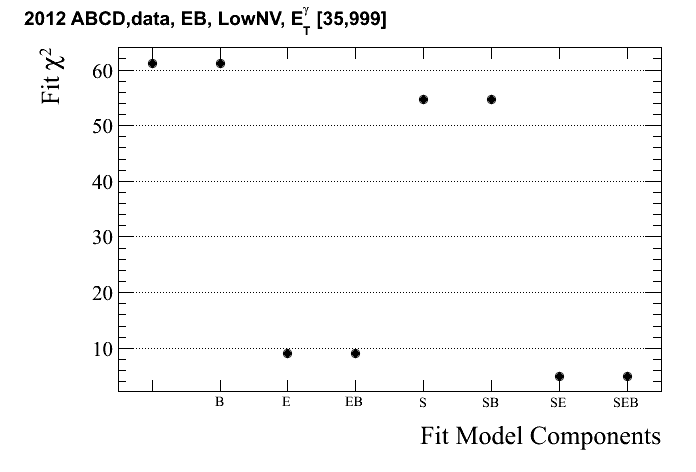 2012 ABCD,data, EB, LowNV, E_T^γ [35,999]
Fit χ²
60
50
40
30
20
10
B E EB S SB SE SEB
Fit Model Components